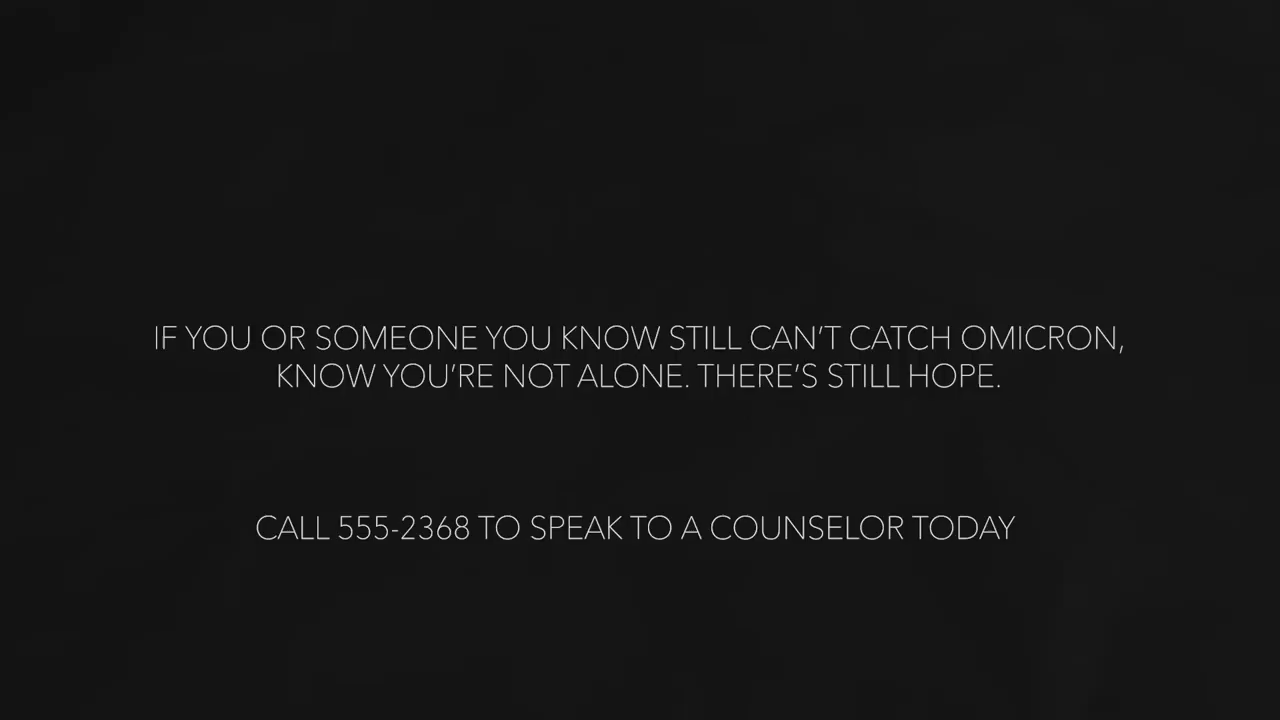 IF YOU OR SOMEONE YOU KNOW STILL CAN'T CATCH OMICRON,
KNOW YOU'RE NOT ALONE. THERE'S STILL HOPE.
CALL 555-2368 TO SPEAK TO A COUNSELOR TODAY